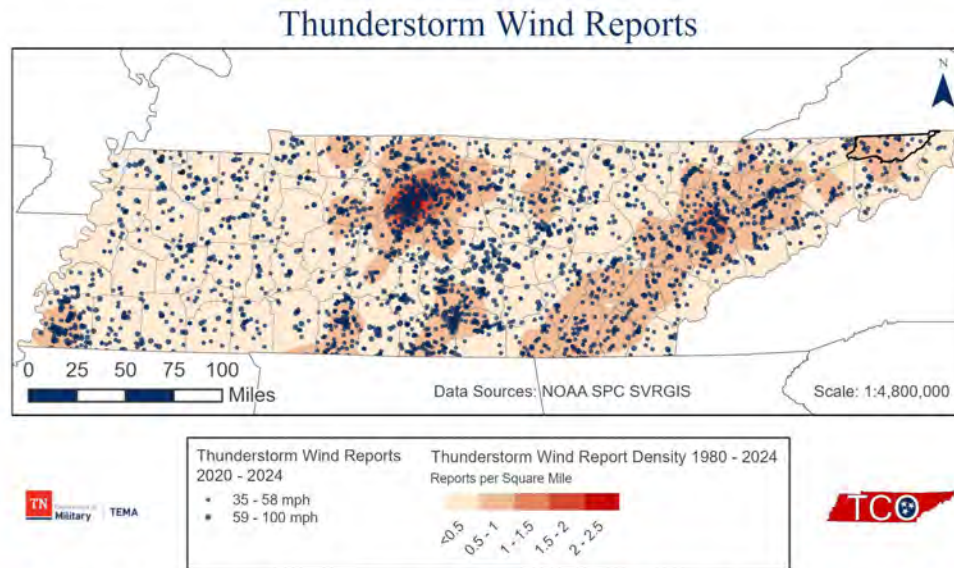 Thunderstorm Wind Reports
N
0 25 50 75 100
Miles
Data Sources: NOAA SPC SVRGIS
Scale: 1:4,800,000
TN
Military | TEMA
Thunderstorm Wind Reports
2020 - 2024
35 - 58 mph
59 - 100 mph
Thunderstorm Wind Report Density 1980 - 2024
Reports per Square Mile
<0.5
0.5 - 1
1 - 1.5
1.5 - 2
2 - 2.5
TCO